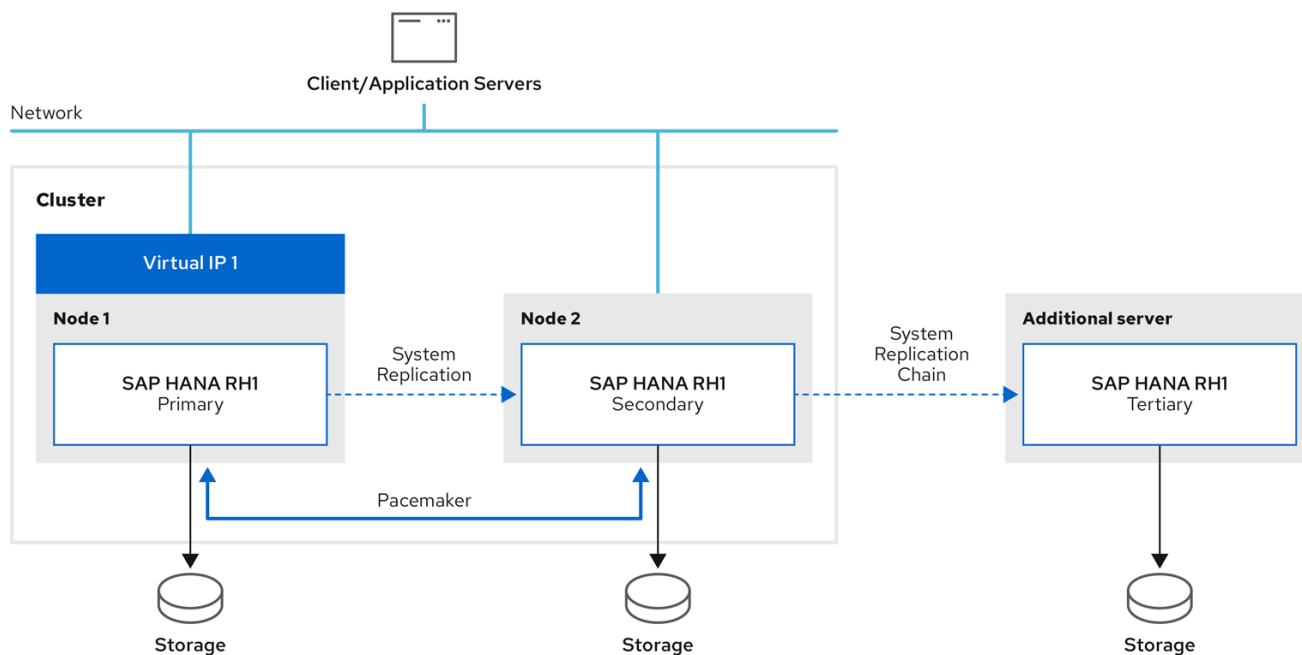 Client/Application Servers
Network
Cluster
Virtual IP 1
Node 1
SAP HANA RH1
Primary
System
Replication
Node 2
SAP HANA RH1
Secondary
System
Replication
Chain
Additional server
SAP HANA RH1
Tertiary
Pacemaker
Storage
Storage
Storage